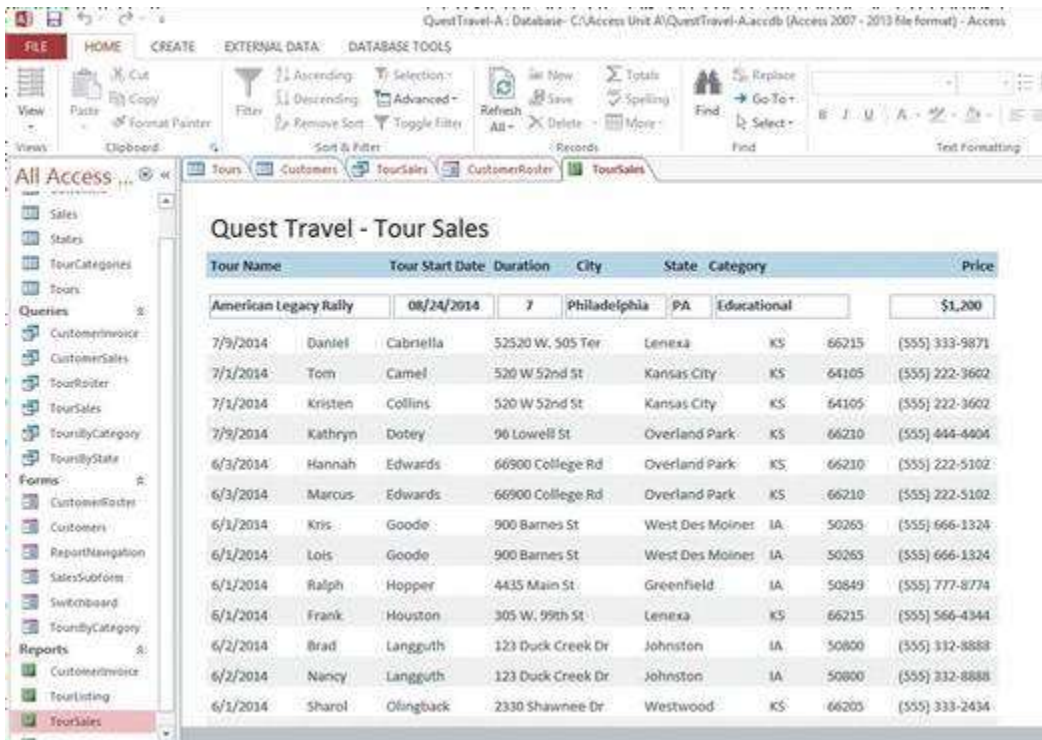 QuestTravel-A : Database- C:\Access Unit A\QuestTravel-A.accdb (Access 2007 - 2013 file format) - Access
FILE HOME CREATE EXTERNAL DATA DATABASE TOOLS
View
Paste
Cut
Copy
Format Painter
Filter
Ascending
Descending
Remove Sort
Selection
Advanced
Toggle Filter
Refresh All
New
Save
Delete
Totals
Spelling
More
Find
Replace
Go To
Select
B I U A
Views Clipboard Sort & Filter Records Find Text Formatting
All Access ...
Tours Customers TourSales CustomerRoster TourSales
Sales
States
TourCategories
Tours
Queries
CustomerInvoice
CustomerSales
TourRoster
TourSales
ToursByCategory
ToursByState
Forms
CustomerRoster
Customers
ReportNavigation
SalesSubform
Switchboard
ToursByCategory
Reports
CustomerInvoice
TourListing
TourSales
Quest Travel - Tour Sales
Tour Name Tour Start Date Duration City State Category Price
American Legacy Rally 08/24/2014 7 Philadelphia PA Educational $1,200
7/9/2014 Daniel Cabriella 52520 W. 505 Ter Lenexa KS 66215 (555) 333-9871
7/1/2014 Tom Camel 520 W 52nd St Kansas City KS 64105 (555) 222-3602
7/1/2014 Kristen Collins 520 W 52nd St Kansas City KS 64105 (555) 222-3602
7/9/2014 Kathryn Dotey 96 Lowell St Overland Park KS 66210 (555) 444-4404
6/3/2014 Hannah Edwards 66900 College Rd Overland Park KS 66210 (555) 222-5102
6/3/2014 Marcus Edwards 66900 College Rd Overland Park KS 66210 (555) 222-5102
6/1/2014 Kris Goode 900 Barnes St West Des Moines IA 50265 (555) 666-1324
6/1/2014 Lois Goode 900 Barnes St West Des Moines IA 50265 (555) 666-1324
6/1/2014 Ralph Hopper 4435 Main St Greenfield IA 50849 (555) 777-8774
6/1/2014 Frank Houston 305 W. 99th St Lenexa KS 66215 (555) 566-4344
6/2/2014 Brad Langguth 123 Duck Creek Dr Johnston IA 50800 (555) 332-8888
6/2/2014 Nancy Langguth 123 Duck Creek Dr Johnston IA 50800 (555) 332-8888
6/1/2014 Sharol Olingback 2330 Shawnee Dr Westwood KS 66205 (555) 333-2434